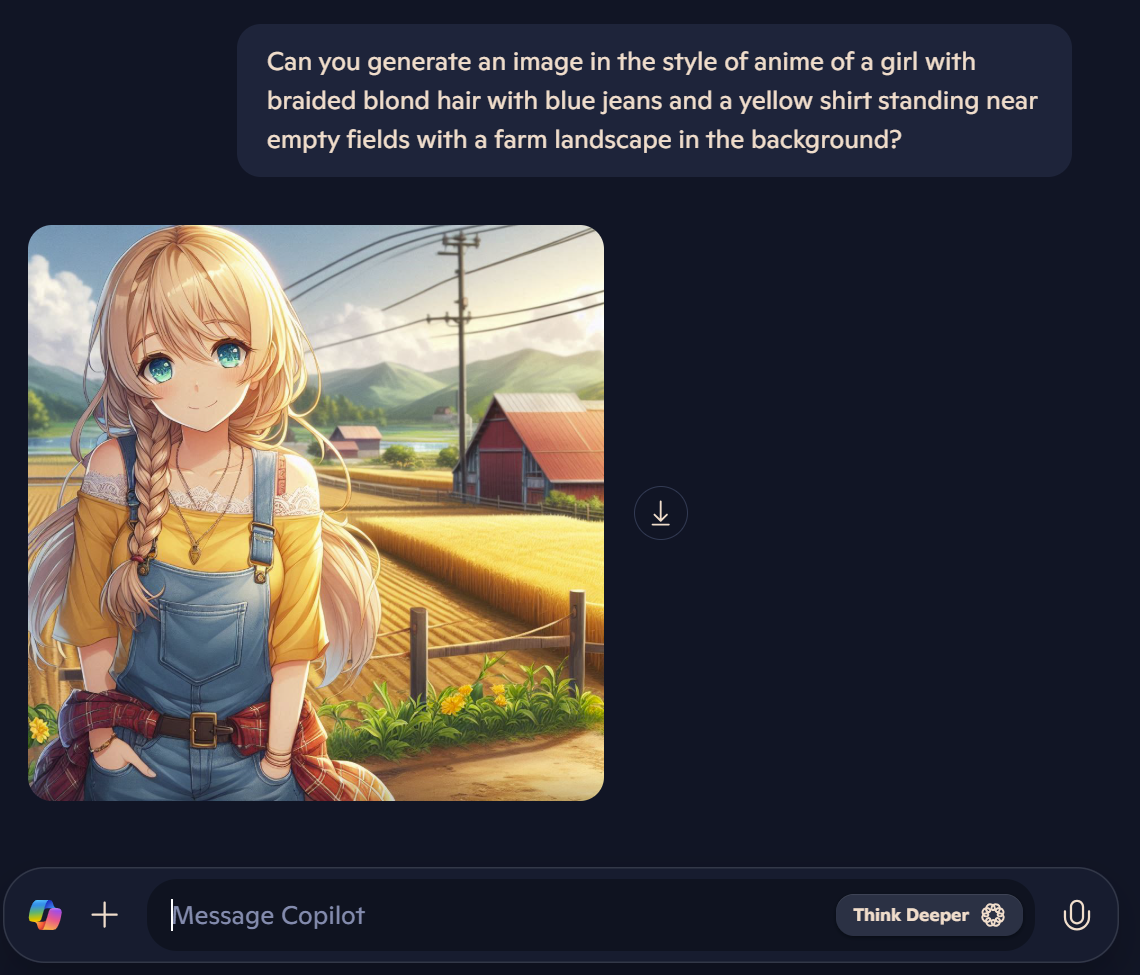 Can you generate an image in the style of anime of a girl with
braided blond hair with blue jeans and a yellow shirt standing near
empty fields with a farm landscape in the background?
Message Copilot
Think Deeper